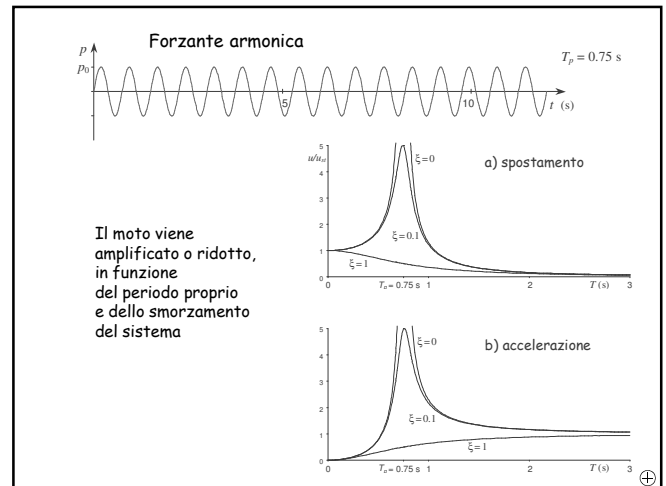 Forzante armonica
p
p₀
Tₚ = 0.75 s
5
10
t (s)
a) spostamento
u/uₛₜ
5
4
3
2
1
0
ξ=0
ξ=0.1
ξ=1
0
Tₚ = 0.75 s
1
2
T (s)
3
Il moto viene
amplificato o ridotto,
in funzione
del periodo proprio
e dello smorzamento
del sistema
b) accelerazione
5
4
3
2
1
0
ξ=0
ξ=0.1
ξ=1
0
Tₚ = 0.75 s
1
2
T (s)
3